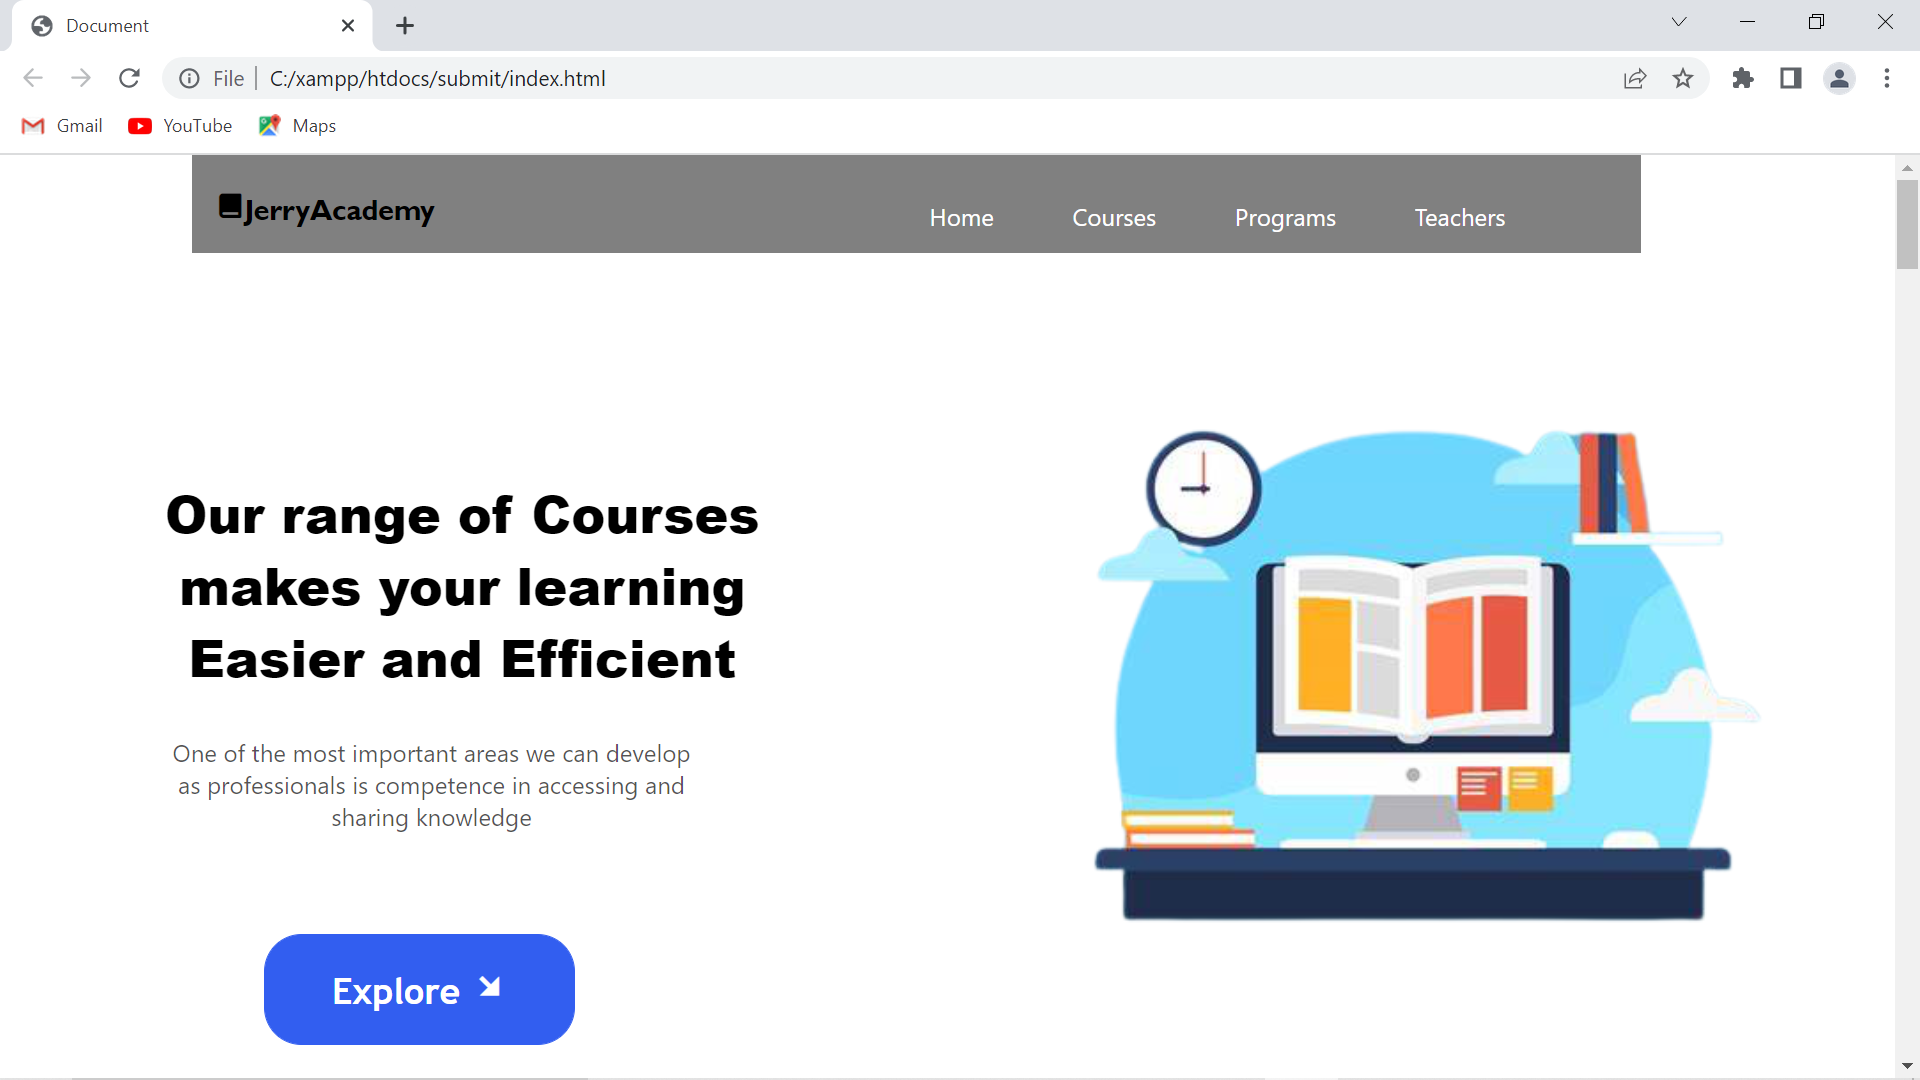 Document
File
C:/xampp/htdocs/submit/index.html
Gmail
YouTube
Maps
JerryAcademy
Home
Courses
Programs
Teachers
Our range of Courses
makes your learning
Easier and Efficient
One of the most important areas we can develop
as professionals is competence in accessing and
sharing knowledge
Explore